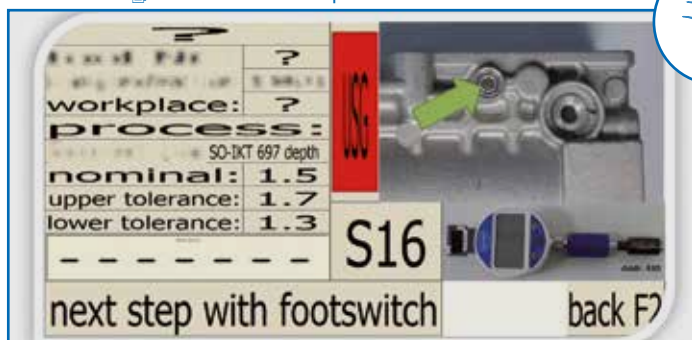 ?
?
workplace: ?
process:
SO-IKT 697 depth
nominal: 1.5
upper tolerance: 1.7
lower tolerance: 1.3
- - - - - - -
USC
S16
next step with footswitch
back F2